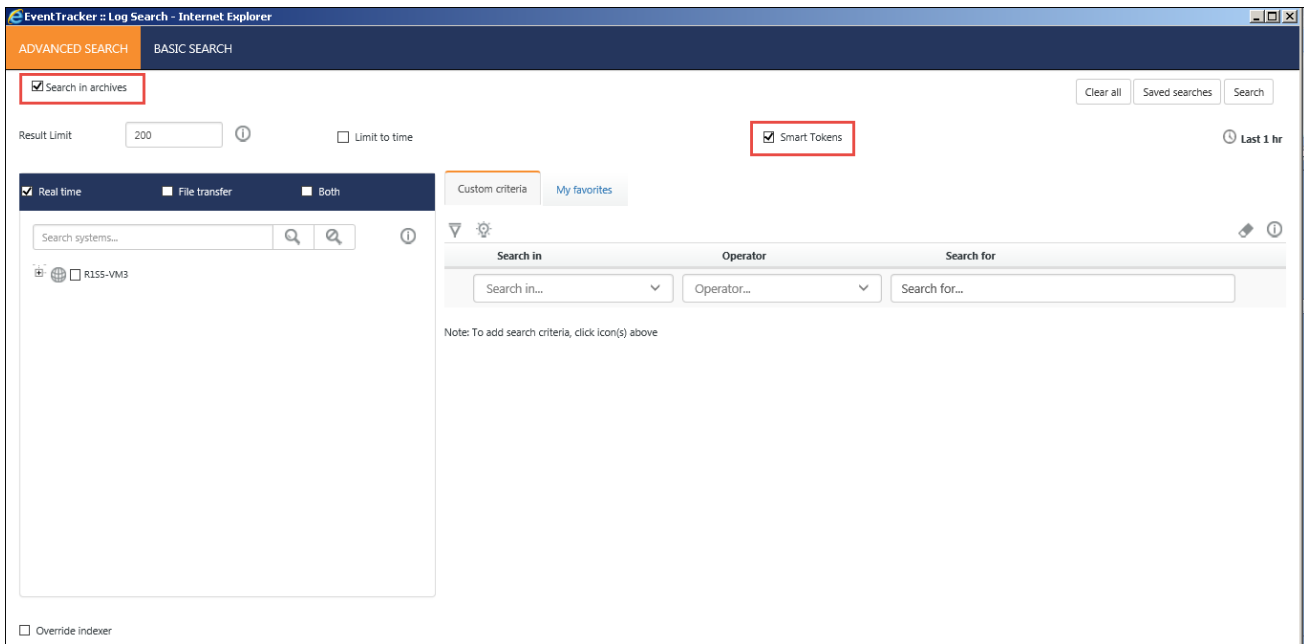 EventTracker :: Log Search - Internet Explorer
ADVANCED SEARCH BASIC SEARCH
Search in archives
Clear all Saved searches Search
Result Limit 200 Limit to time Smart Tokens Last 1 hr
Real time File transfer Both
Custom criteria My favorites
Search systems...
Search in Operator Search for
R1S5-VM3
Search in... Operator... Search for...
Note: To add search criteria, click icon(s) above
Override indexer